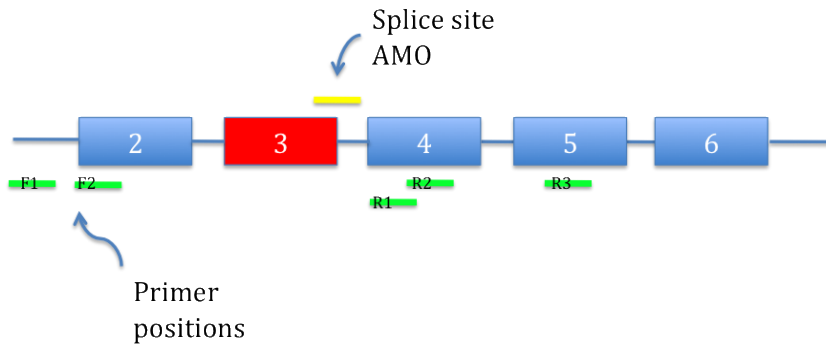 Splice site
AMO
2
3
4
5
6
F1
F2
R2
R3
R1
Primer
positions